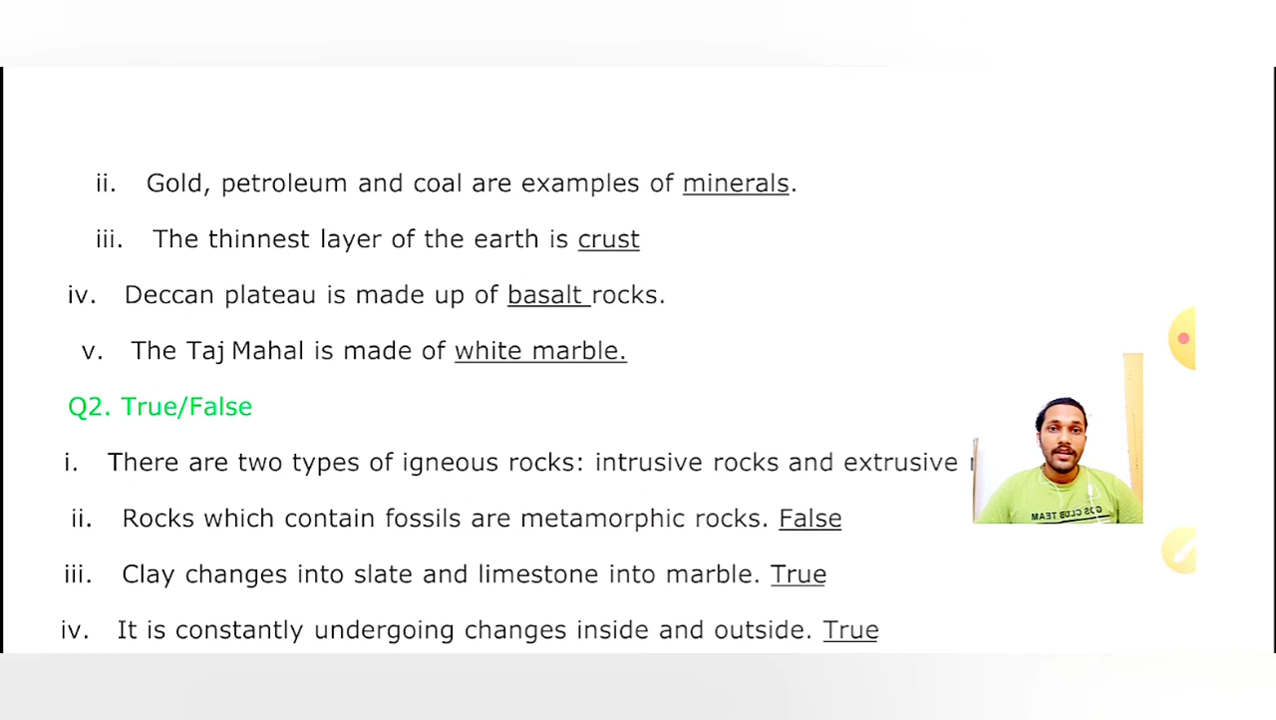 ii. Gold, petroleum and coal are examples of minerals.
iii. The thinnest layer of the earth is crust
iv. Deccan plateau is made up of basalt rocks.
v. The Taj Mahal is made of white marble.
Q2. True/False
i. There are two types of igneous rocks: intrusive rocks and extrusive
ii. Rocks which contain fossils are metamorphic rocks. False
iii. Clay changes into slate and limestone into marble. True
iv. It is constantly undergoing changes inside and outside. True
CLUB TEAM